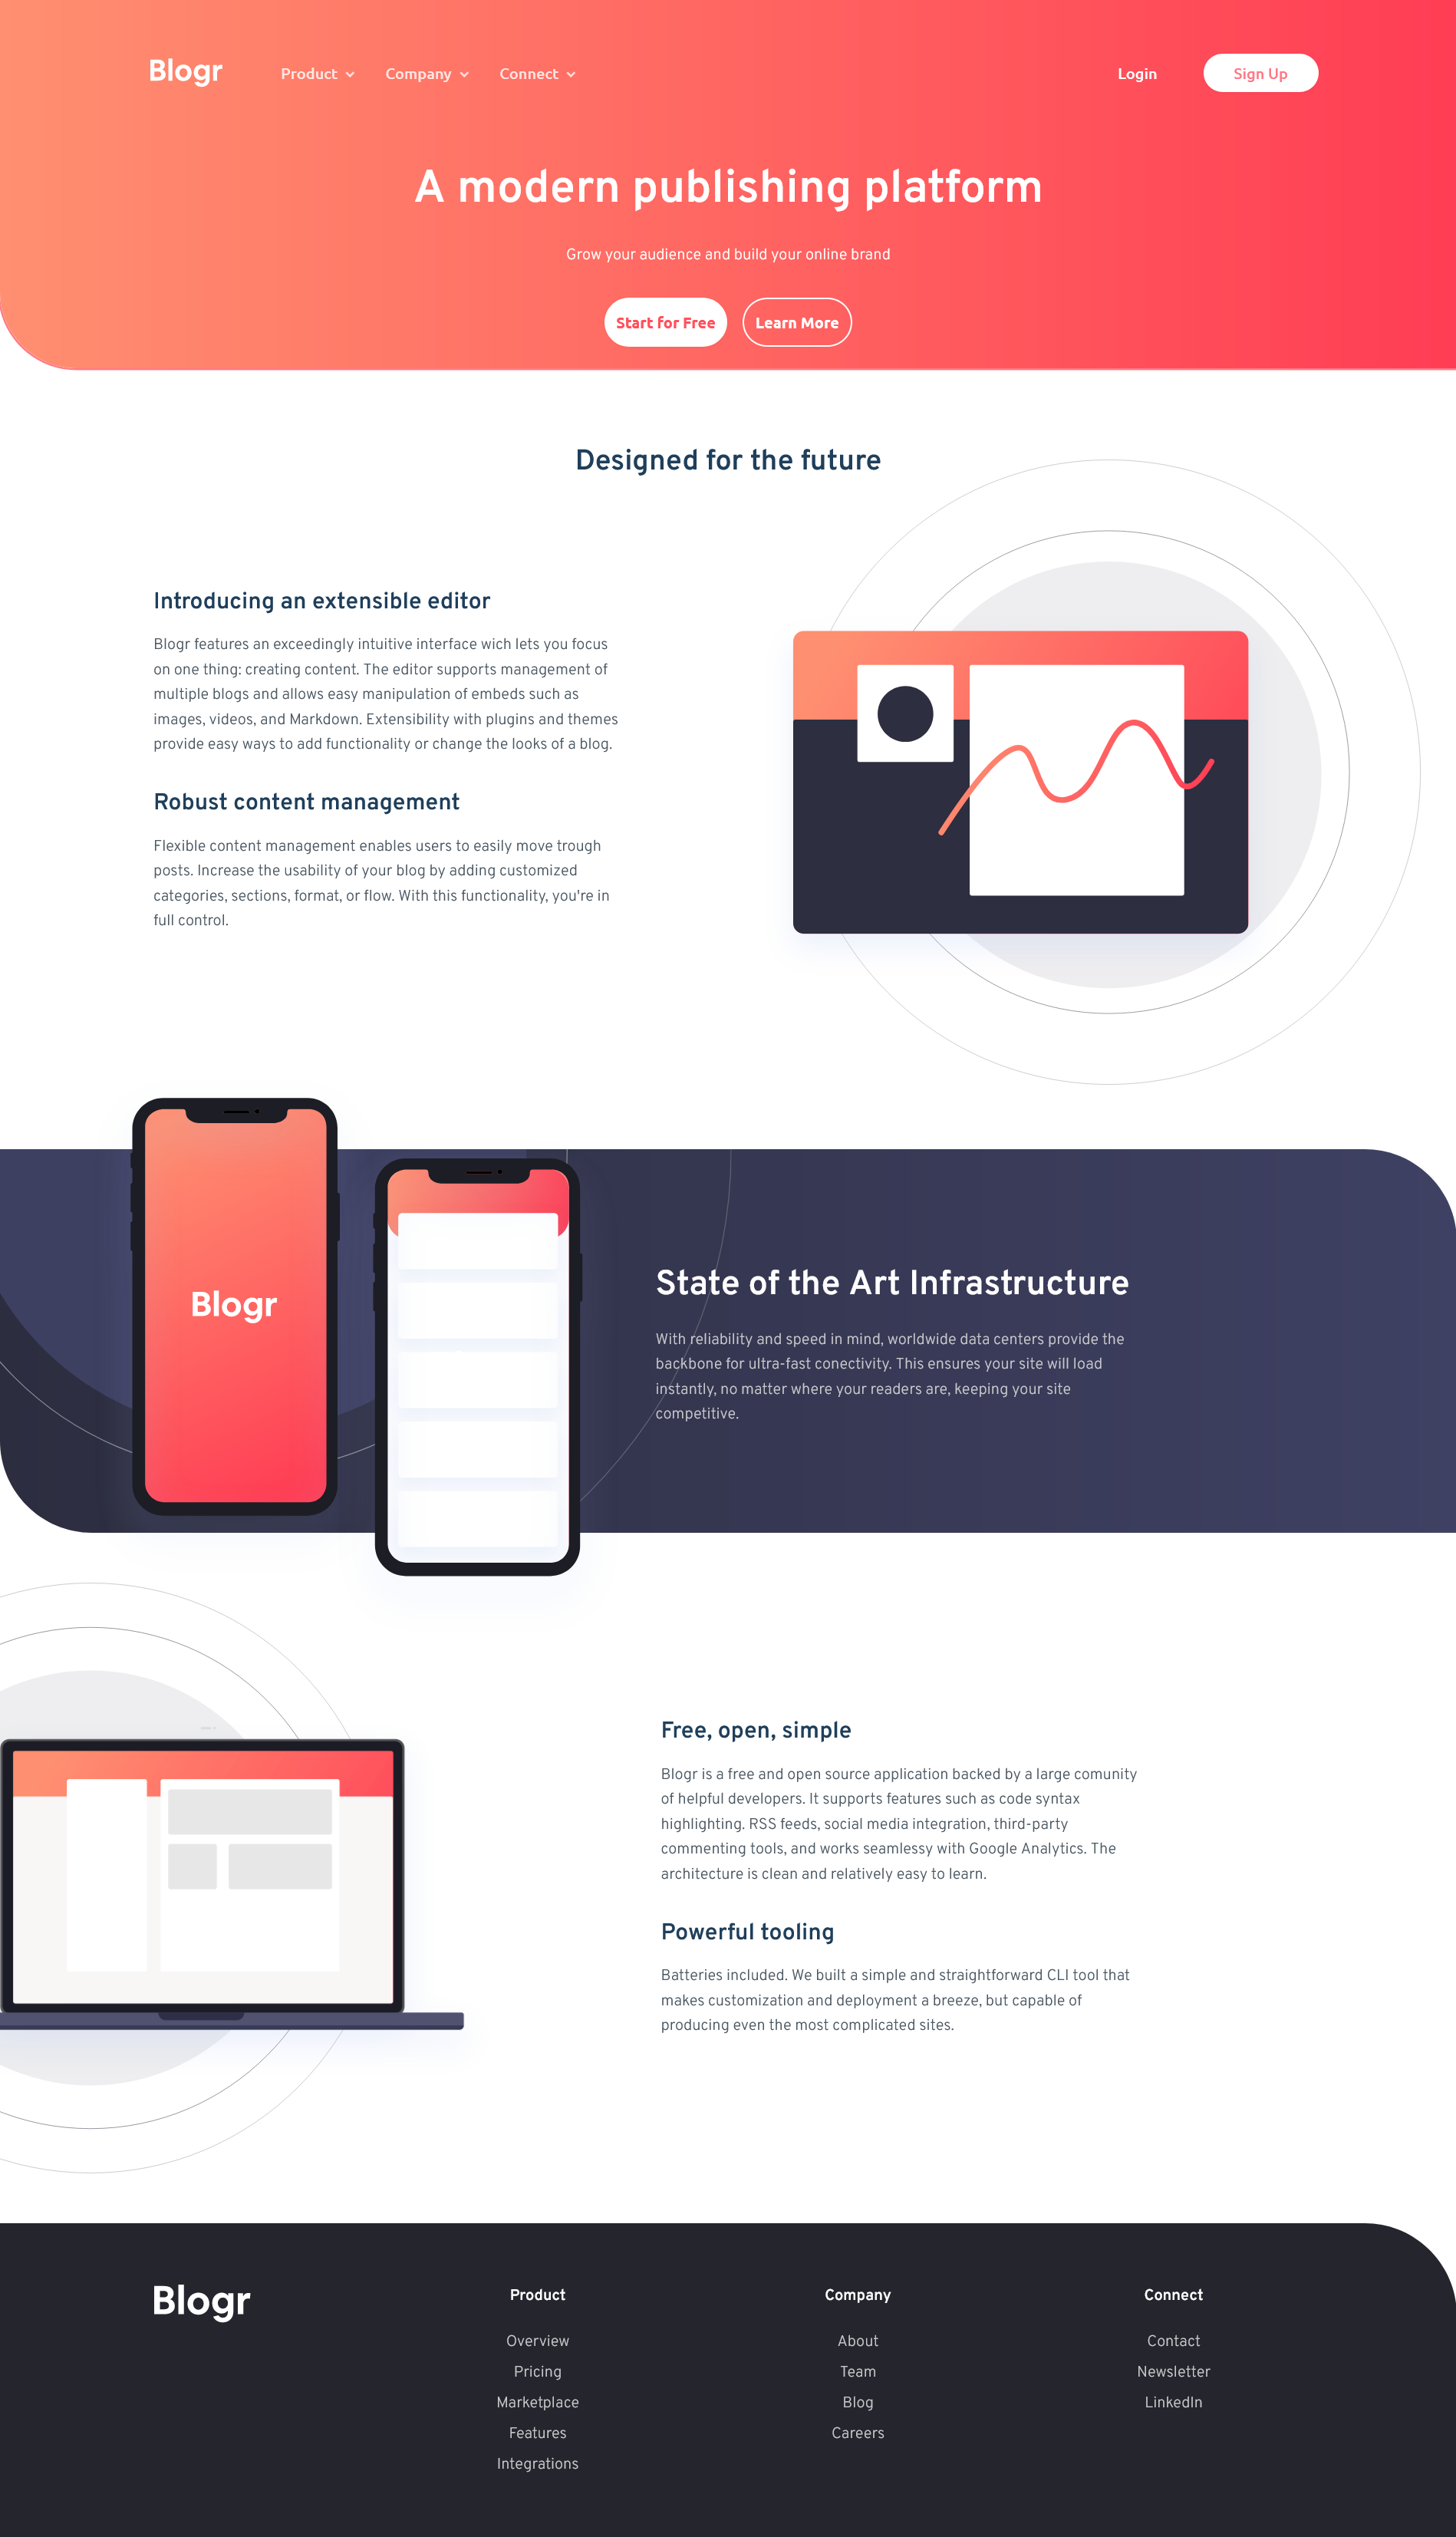 Blogr
Product
Company
Connect
Login
Sign Up
A modern publishing platform
Grow your audience and build your online brand
Start for Free
Learn More
Designed for the future
Introducing an extensible editor
Blogr features an exceedingly intuitive interface wich lets you focus
on one thing: creating content. The editor supports management of
multiple blogs and allows easy manipulation of embeds such as
images, videos, and Markdown. Extensibility with plugins and themes
provide easy ways to add functionality or change the looks of a blog.
Robust content management
Flexible content management enables users to easily move trough
posts. Increase the usability of your blog by adding customized
categories, sections, format, or flow. With this functionality, you're in
full control.
Blogr
State of the Art Infrastructure
With reliability and speed in mind, worldwide data centers provide the
backbone for ultra-fast conectivity. This ensures your site will load
instantly, no matter where your readers are, keeping your site
competitive.
Free, open, simple
Blogr is a free and open source application backed by a large comunity
of helpful developers. It supports features such as code syntax
highlighting. RSS feeds, social media integration, third-party
commenting tools, and works seamlessy with Google Analytics. The
architecture is clean and relatively easy to learn.
Powerful tooling
Batteries included. We built a simple and straightforward CLI tool that
makes customization and deployment a breeze, but capable of
producing even the most complicated sites.
Blogr
Product
Overview
Pricing
Marketplace
Features
Integrations
Company
About
Team
Blog
Careers
Connect
Contact
Newsletter
LinkedIn